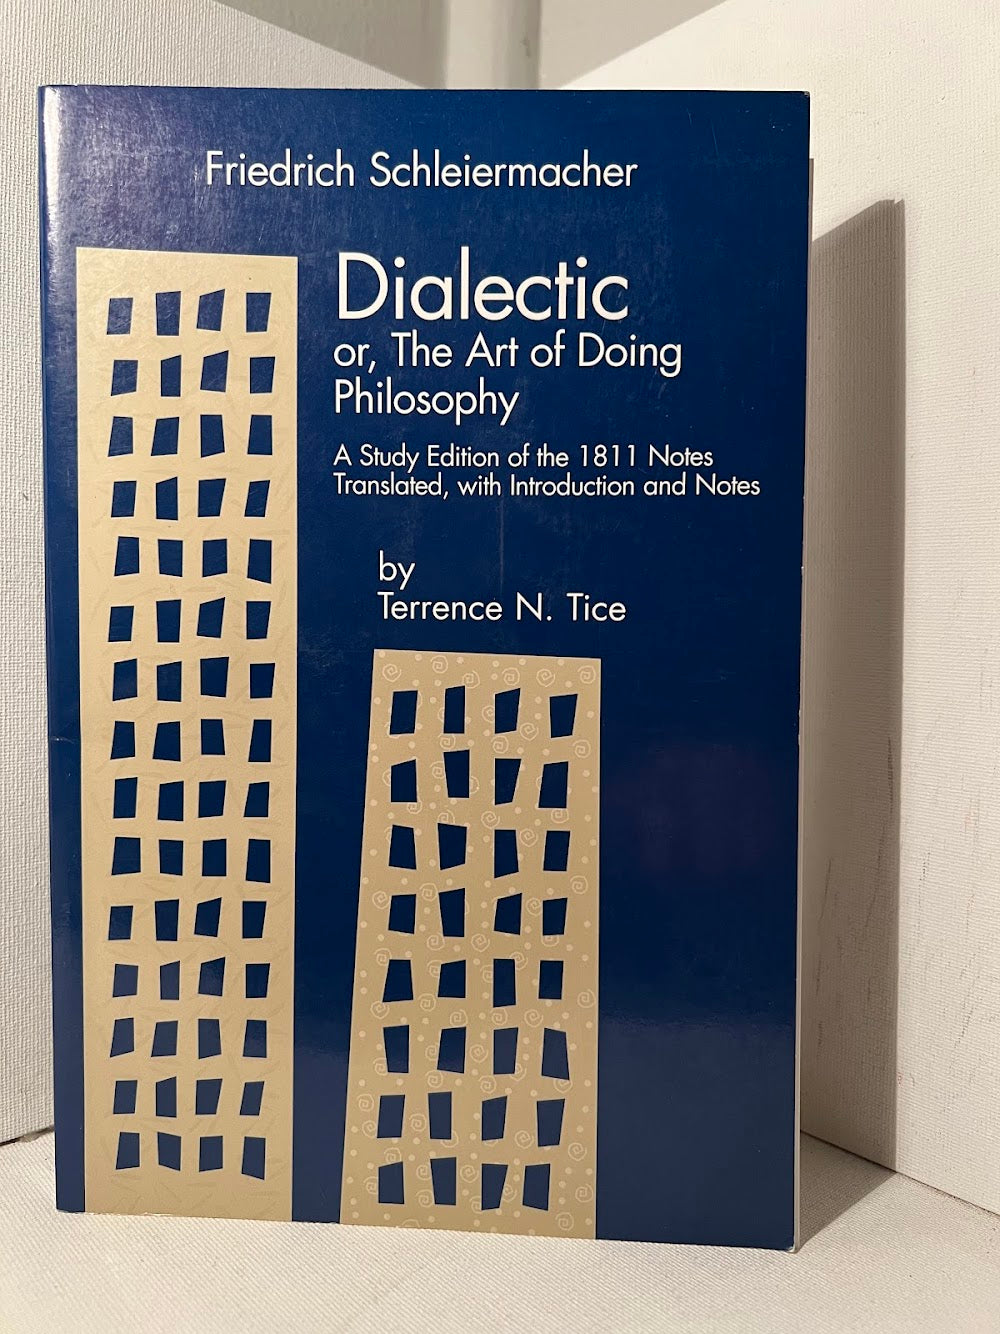 Friedrich Schleiermacher
Dialectic
or, The Art of Doing
Philosophy
A Study Edition of the 1811 Notes
Translated, with Introduction and Notes
by
Terrence N. Tice